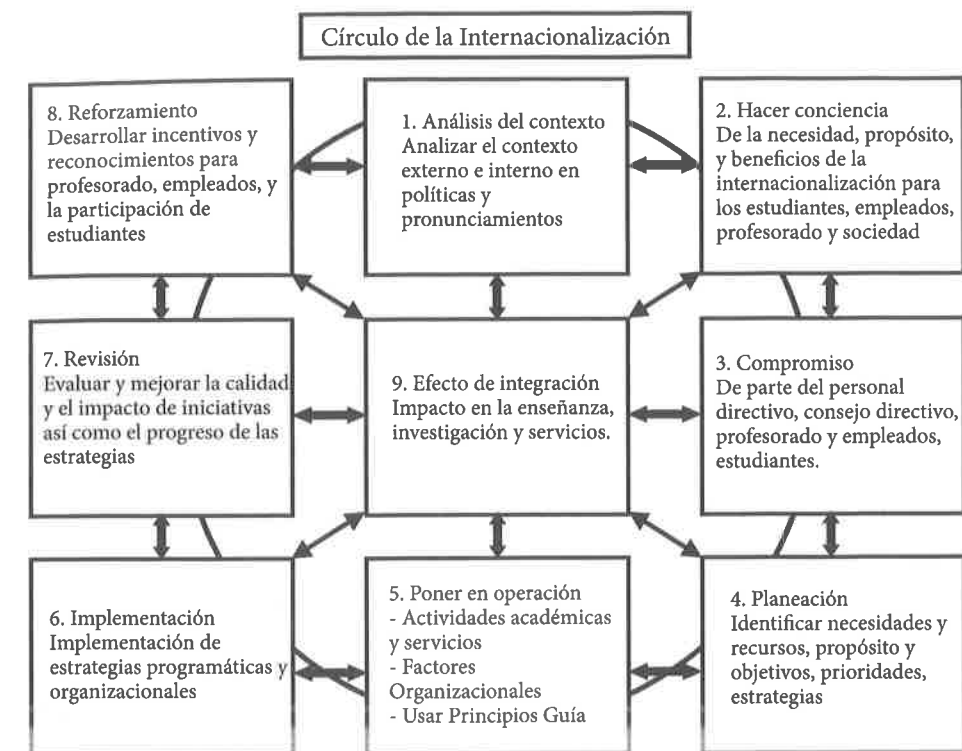 Círculo de la Internacionalización
8. Reforzamiento
Desarrollar incentivos y
reconocimientos para
profesorado, empleados, y
la participación de
estudiantes
1. Análisis del contexto
Analizar el contexto
externo e interno en
políticas y
pronunciamientos
2. Hacer conciencia
De la necesidad, propósito,
y beneficios de la
internacionalización para
los estudiantes, empleados,
profesorado y sociedad
7. Revisión
Evaluar y mejorar la calidad
y el impacto de iniciativas
así como el progreso de las
estrategias
9. Efecto de integración
Impacto en la enseñanza,
investigación y servicios.
3. Compromiso
De parte del personal
directivo, consejo directivo,
profesorado y empleados,
estudiantes.
6. Implementación
Implementación de
estrategias programáticas y
organizacionales
5. Poner en operación
- Actividades académicas
y servicios
- Factores
Organizacionales
- Usar Principios Guía
4. Planeación
Identificar necesidades y
recursos, propósito y
objetivos, prioridades,
estrategias